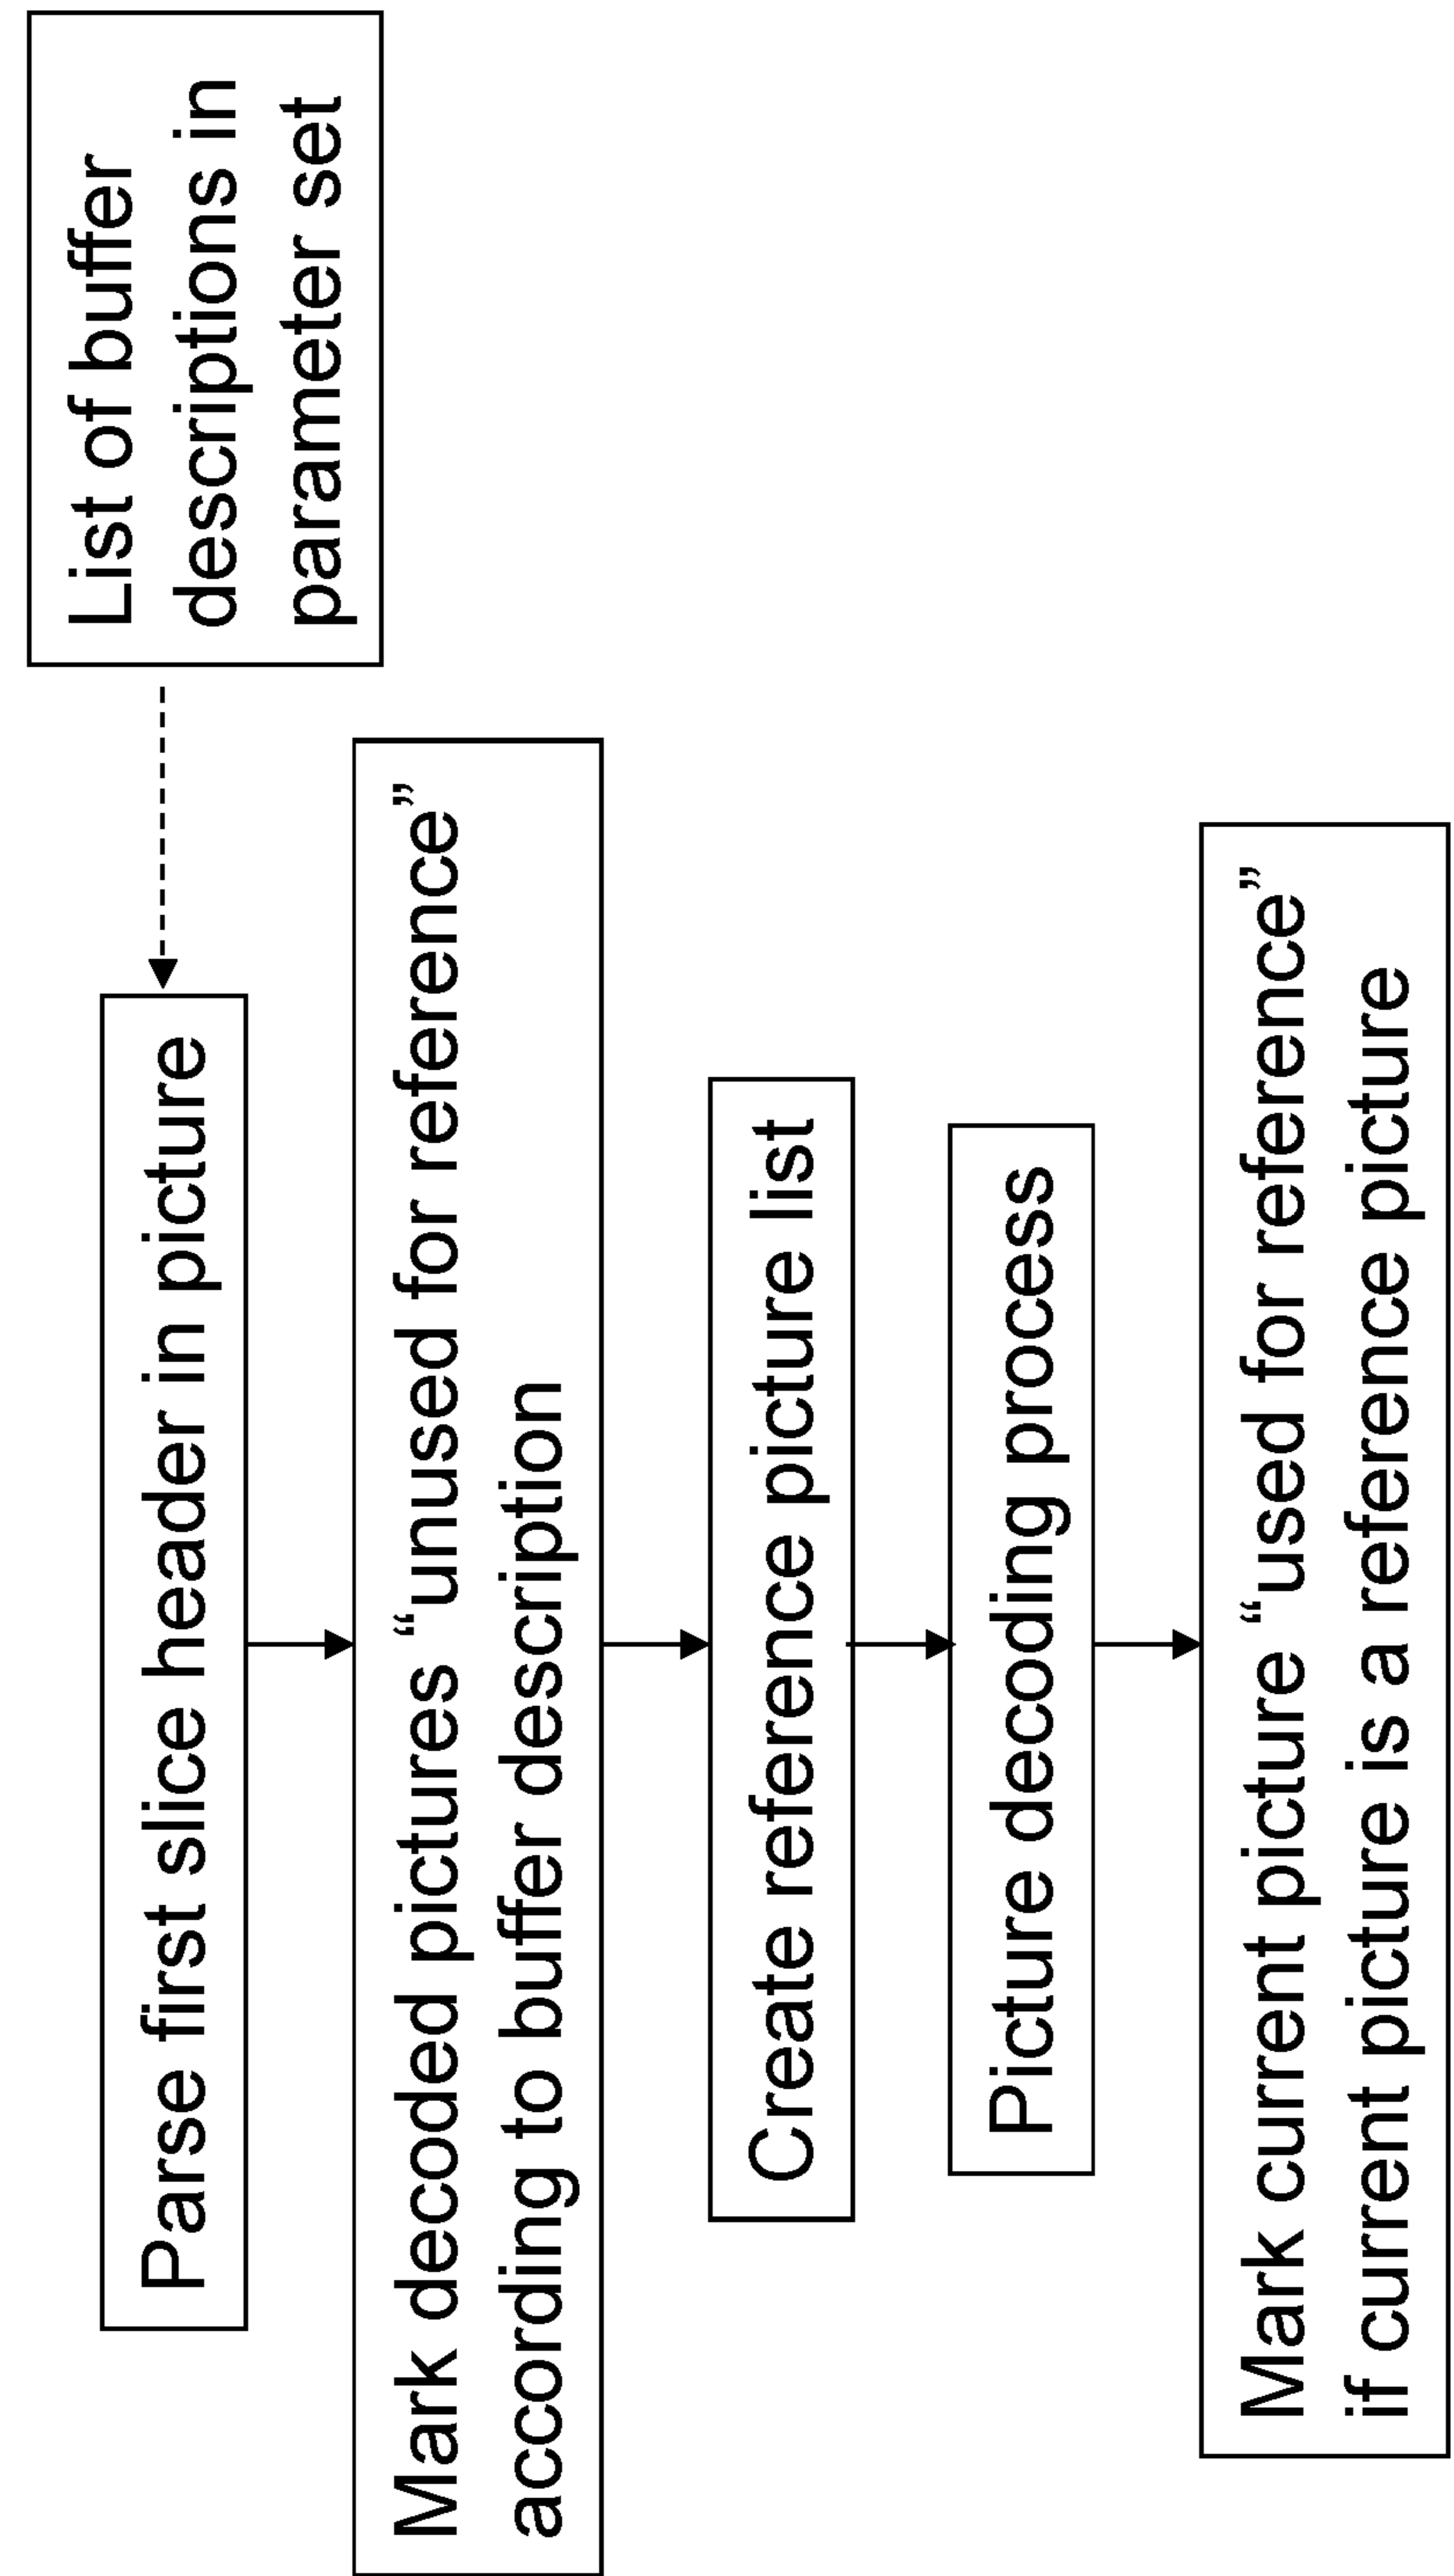 List of buffer
descriptions in
parameter set
Parse first slice header in picture
Mark decoded pictures “unused for reference”
according to buffer description
Create reference picture list
Picture decoding process
Mark current picture “used for reference”
if current picture is a reference picture